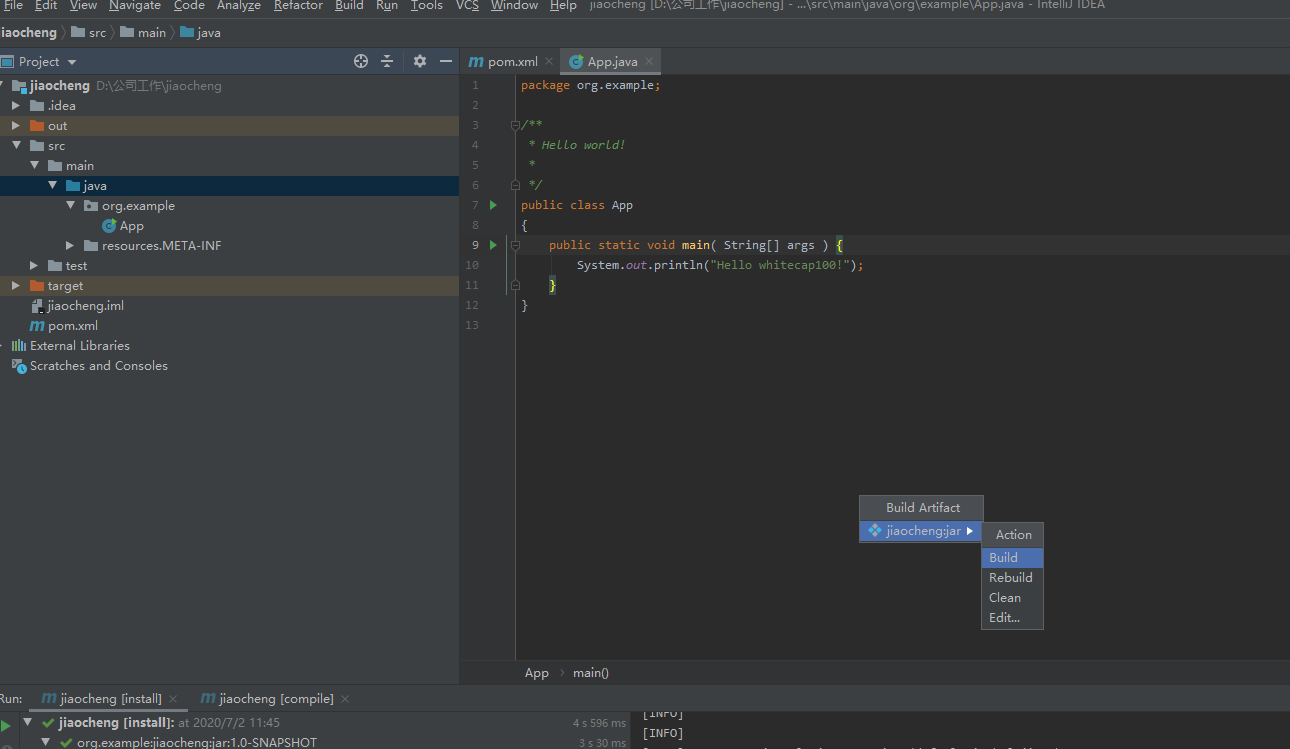 File Edit View Navigate Code Analyze Refactor Build Run Tools VCS Window Help jiaocheng [D:\公司工作\jiaocheng] - ...\src\main\java\org\example\App.java - IntelliJ IDEA
jiaocheng src main java
Project
pom.xml
App.java
jiaocheng D:\公司工作\jiaocheng
.idea
out
src
main
java
org.example
App
resources.META-INF
test
target
jiaocheng.iml
pom.xml
External Libraries
Scratches and Consoles
1 package org.example;
2
3 /**
4 * Hello world!
5 *
6 */
7 public class App
8 {
9 public static void main( String[] args ) {
10 System.out.println("Hello whitecap100!");
11 }
12 }
13
Build Artifact
jiaocheng:jar
Action
Build
Rebuild
Clean
Edit...
App main()
Run: jiaocheng [install] jiaocheng [compile]
jiaocheng [install]: at 2020/7/2 11:45 4 s 596 ms
org.example:jiaocheng:jar:1.0-SNAPSHOT 3 s 30 ms
[INFO]
[INFO]